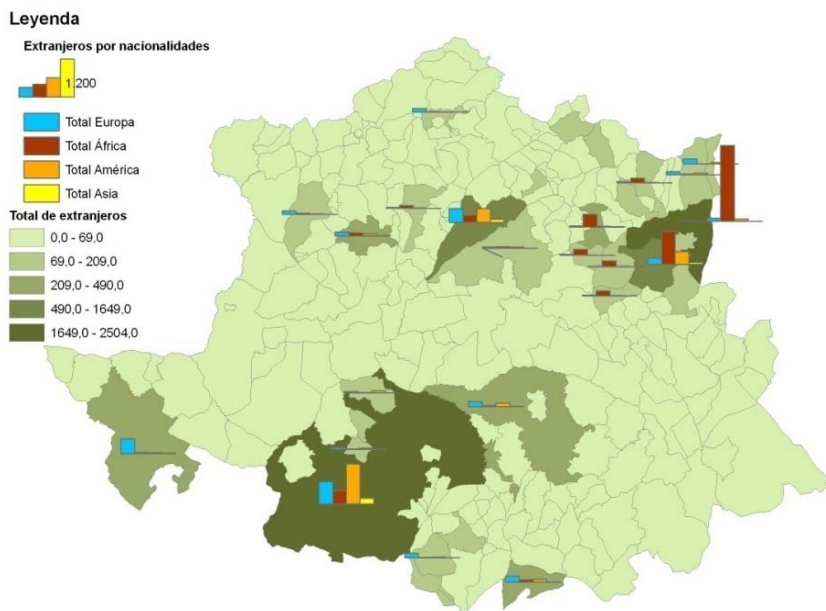 Leyenda
Extranjeros por nacionalidades
1.200
Total Europa
Total África
Total América
Total Asia
Total de extranjeros
0,0 - 69,0
69,0 - 209,0
209,0 - 490,0
490,0 - 1649,0
1649,0 - 2504,0